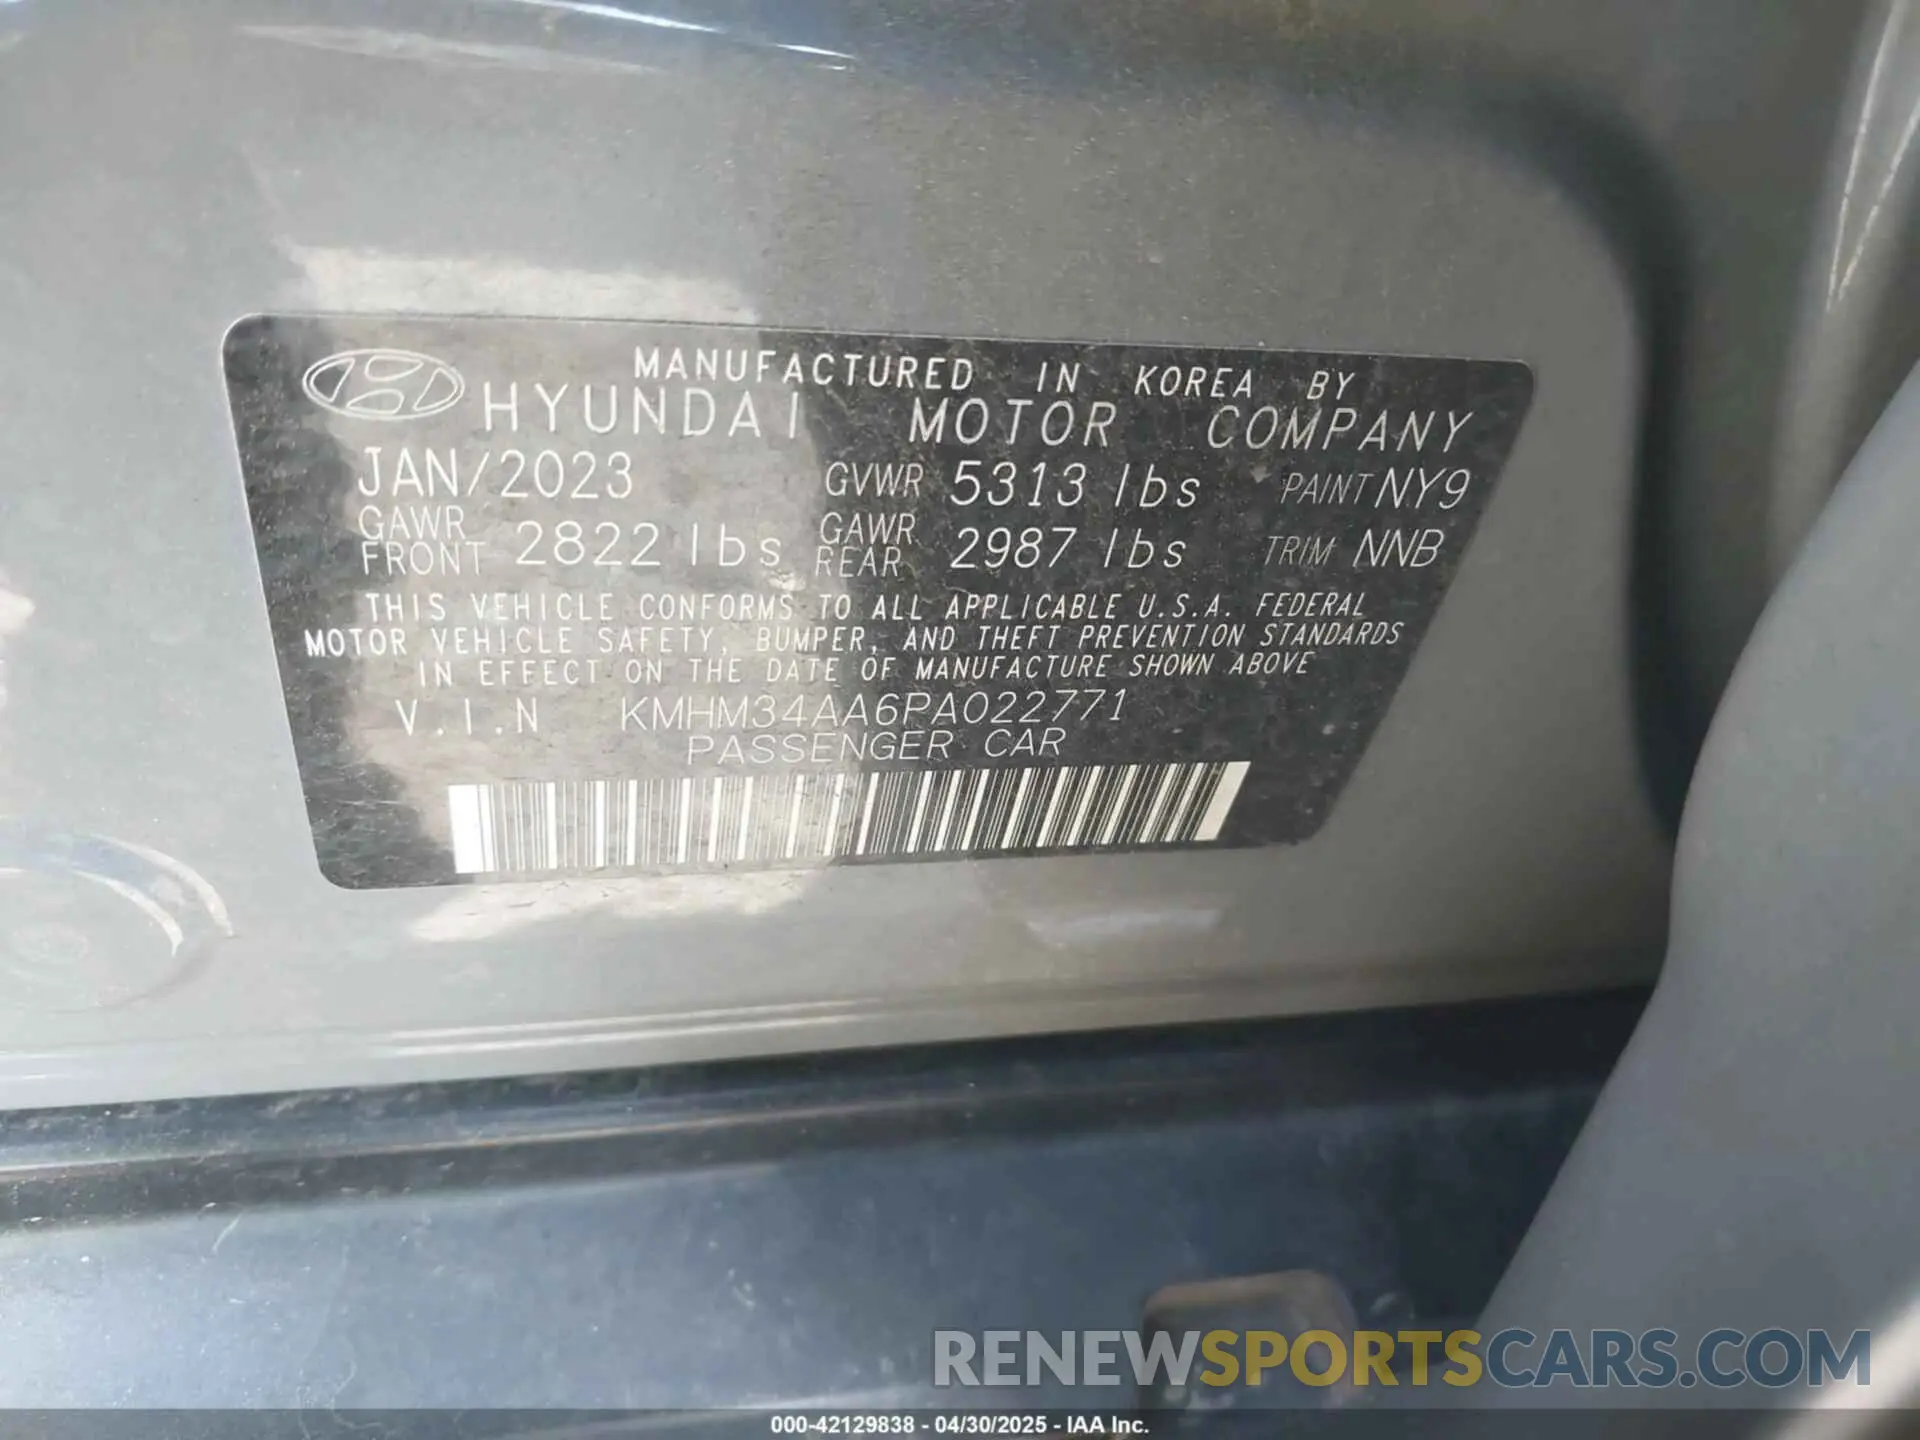 MANUFACTURED IN KOREA BY
HYUNDAI MOTOR COMPANY
JAN/2023 GVWR 5313 lbs PAINT NY9
GAWR FRONT 2822 lbs GAWR REAR 2987 lbs TRIM NNB
THIS VEHICLE CONFORMS TO ALL APPLICABLE U.S.A. FEDERAL
MOTOR VEHICLE SAFETY, BUMPER, AND THEFT PREVENTION STANDARDS
IN EFFECT ON THE DATE OF MANUFACTURE SHOWN ABOVE
V.I.N KMHM34AA6PA022771
PASSENGER CAR
RENEWSPORTSCARS.COM
000-42129838 - 04/30/2025 - IAA Inc.